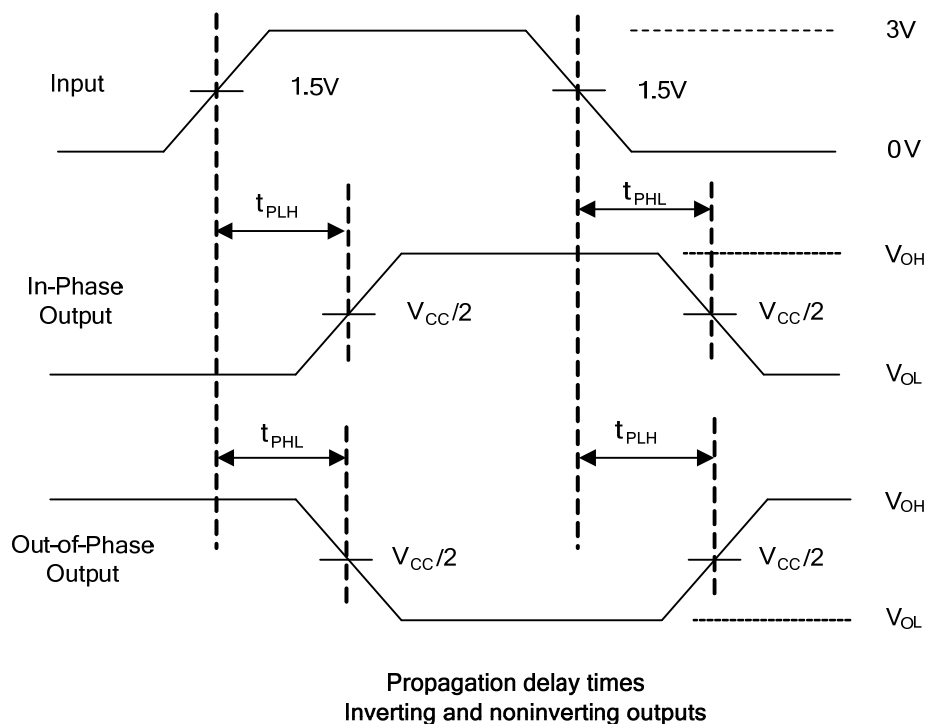 3V
Input
1.5V
1.5V
0V
tPLH
tPHL
VOH
In-Phase
Output
VCC/2
VCC/2
VOL
tPHL
tPLH
VOH
Out-of-Phase
Output
VCC/2
VCC/2
VOL
Propagation delay times
Inverting and noninverting outputs